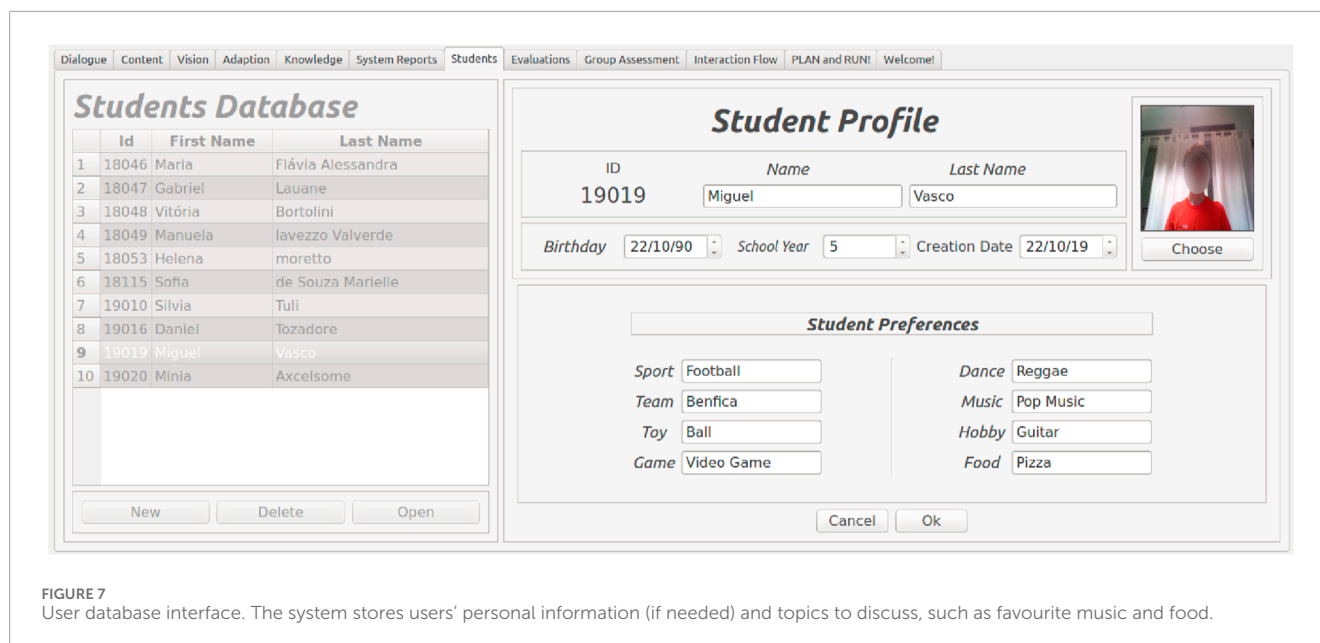 Dialogue Content Vision Adaption Knowledge System Reports Students Evaluations Group Assessment Interaction Flow PLAN and RUN! Welcome!
Students Database
Id First Name Last Name
1 18046 Maria Flávia Alessandra
2 18047 Gabriel Lauane
3 18048 Vitória Bortolini
4 18049 Manuela Iavezzo Valverde
5 18053 Helena moretto
6 18115 Sofia de Souza Marielle
7 19010 Silvia Tuli
8 19016 Daniel Tozadore
9 19019 Miguel Vasco
10 19020 Minia Axcelsome
New Delete Open
Student Profile
ID Name Last Name
19019 Miguel Vasco
Birthday 22/10/90 School Year 5 Creation Date 22/10/19
Choose
Student Preferences
Sport Football Dance Reggae
Team Benfica Music Pop Music
Toy Ball Hobby Guitar
Game Video Game Food Pizza
Cancel Ok
FIGURE 7
User database interface. The system stores users' personal information (if needed) and topics to discuss, such as favourite music and food.